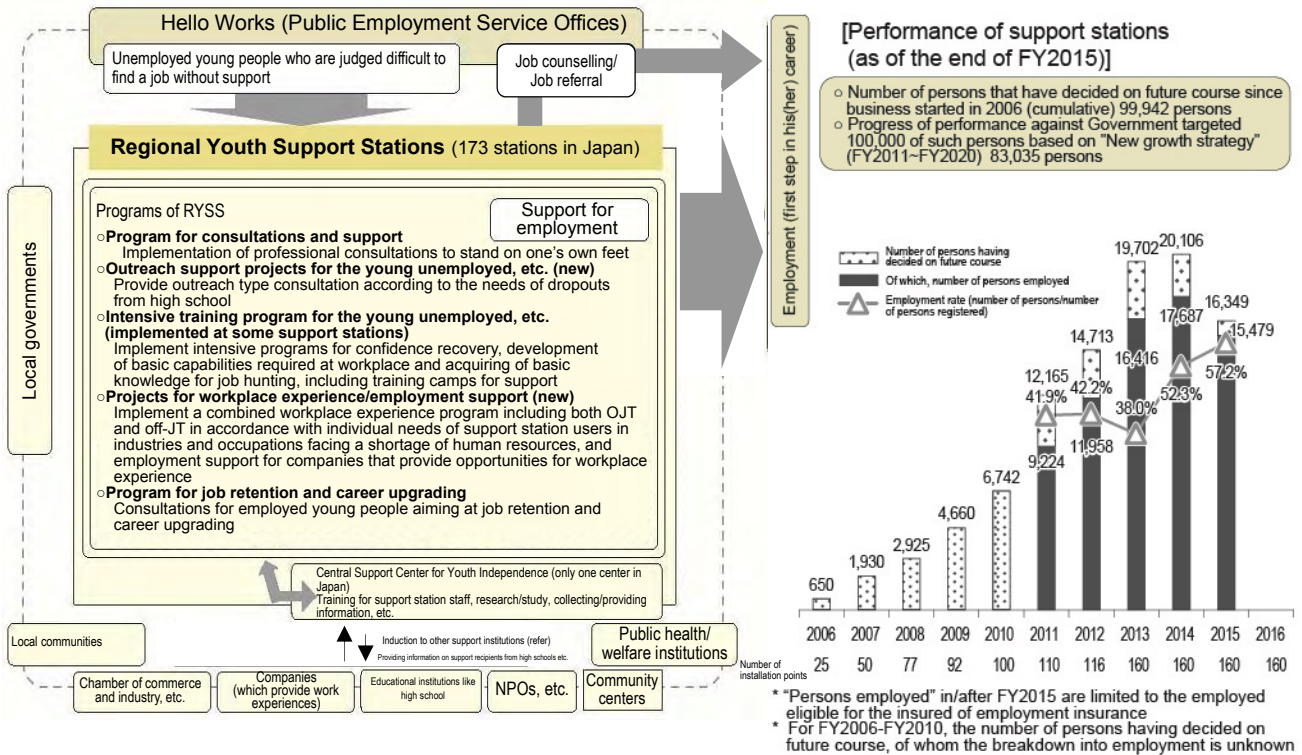 Hello Works (Public Employment Service Offices)
Unemployed young people who are judged difficult to
find a job without support
Job counselling/
Job referral
Regional Youth Support Stations (173 stations in Japan)
Local governments
Programs of RYSS
Support for
employment
○Program for consultations and support
Implementation of professional consultations to stand on one's own feet
○Outreach support projects for the young unemployed, etc. (new)
Provide outreach type consultation according to the needs of dropouts
from high school
○Intensive training program for the young unemployed, etc.
(implemented at some support stations)
Implement intensive programs for confidence recovery, development
of basic capabilities required at workplace and acquiring of basic
knowledge for job hunting, including training camps for support
○Projects for workplace experience/employment support (new)
Implement a combined workplace experience program including both OJT
and off-JT in accordance with individual needs of support station users in
industries and occupations facing a shortage of human resources, and
employment support for companies that provide opportunities for workplace
experience
○Program for job retention and career upgrading
Consultations for employed young people aiming at job retention and
career upgrading
Central Support Center for Youth Independence (only one center in
Japan)
Training for support station staff, research/study, collecting/providing
information, etc.
Local communities
Induction to other support institutions (refer)
Providing information on support recipients from high schools etc.
Public health/
welfare institutions
Chamber of commerce
and industry, etc.
Companies
(which provide work
experiences)
Educational institutions like
high school
NPOs, etc.
Community
centers
Employment (first step in his(her) career)
[Performance of support stations
(as of the end of FY2015)]
○ Number of persons that have decided on future course since
business started in 2006 (cumulative) 99,942 persons
○ Progress of performance against Government targeted
100,000 of such persons based on "New growth strategy"
(FY2011~FY2020) 83,035 persons
Number of persons having
decided on future course
Of which, number of persons employed
Employment rate (number of persons/number
of persons registered)
650
1,930
2,925
4,660
6,742
12,165
41.9%
9,224
14,713
42.2%
11,958
19,702
16,416
38.0%
20,106
17,687
52.3%
16,349
15,479
57.2%
2006 2007 2008 2009 2010 2011 2012 2013 2014 2015 2016
Number of
installation points
25 50 77 92 100 110 116 160 160 160 160
* "Persons employed" in/after FY2015 are limited to the employed
eligible for the insured of employment insurance
* For FY2006-FY2010, the number of persons having decided on
future course, of whom the breakdown into employment is unknown